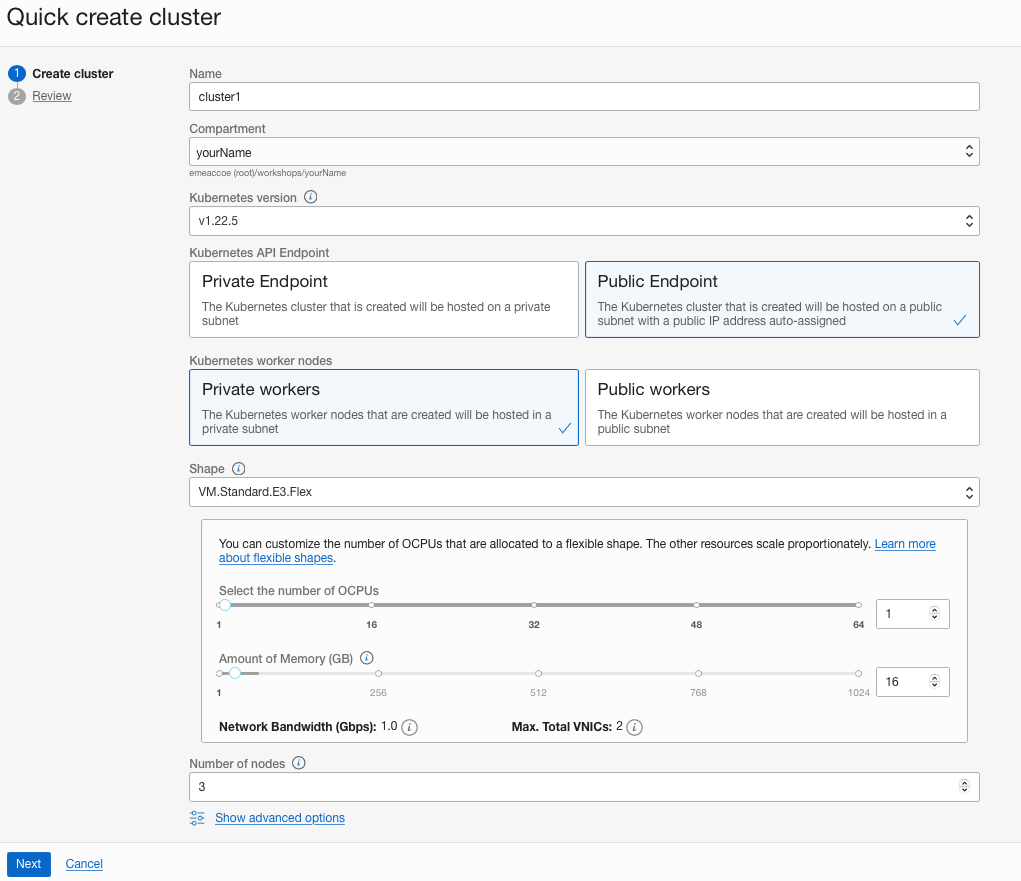 Quick create cluster
1 Create cluster
2 Review
Name
cluster1
Compartment
yourName
emeaccoe (root)/workshops/yourName
Kubernetes version
v1.22.5
Kubernetes API Endpoint
Private Endpoint
The Kubernetes cluster that is created will be hosted on a private
subnet
Public Endpoint
The Kubernetes cluster that is created will be hosted on a public
subnet with a public IP address auto-assigned
Kubernetes worker nodes
Private workers
The Kubernetes worker nodes that are created will be hosted in a
private subnet
Public workers
The Kubernetes worker nodes that are created will be hosted in a
public subnet
Shape
VM.Standard.E3.Flex
You can customize the number of OCPUs that are allocated to a flexible shape. The other resources scale proportionately. Learn more
about flexible shapes.
Select the number of OCPUs
1 16 32 48 64
1
Amount of Memory (GB)
1 256 512 768 1024
16
Network Bandwidth (Gbps): 1.0 Max. Total VNICs: 2
Number of nodes
3
Show advanced options
Next Cancel